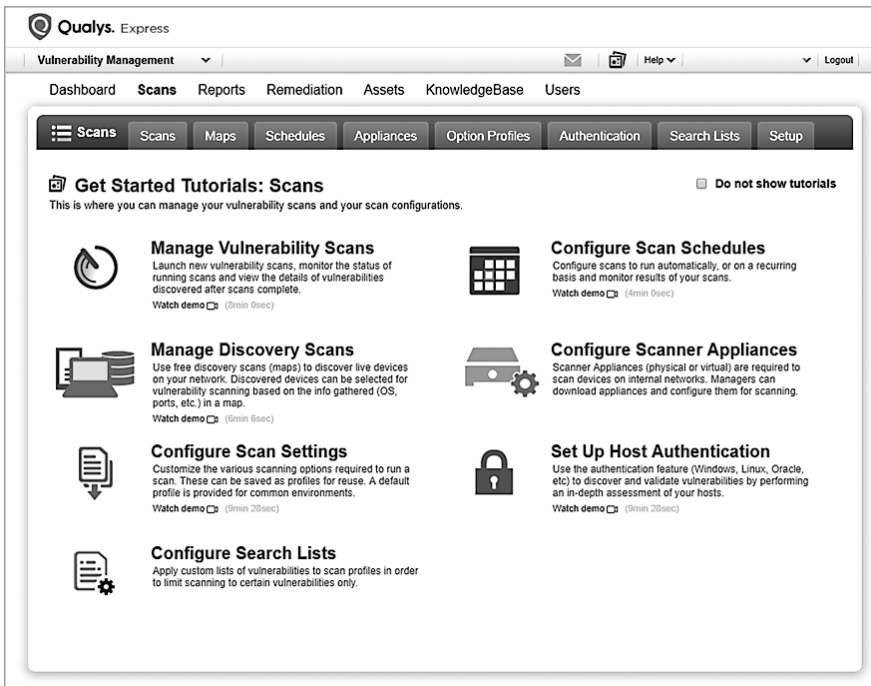 Qualys. Express
Vulnerability Management Help Logout
Dashboard Scans Reports Remediation Assets KnowledgeBase Users
Scans Scans Maps Schedules Appliances Option Profiles Authentication Search Lists Setup
Get Started Tutorials: Scans
Do not show tutorials
This is where you can manage your vulnerability scans and your scan configurations.
Manage Vulnerability Scans
Launch new vulnerability scans, monitor the status of
running scans and view the details of vulnerabilities
discovered after scans complete.
Watch demo (8min 0sec)
Configure Scan Schedules
Configure scans to run automatically, or on a recurring
basis and monitor results of your scans.
Watch demo (4min 0sec)
Manage Discovery Scans
Use free discovery scans (maps) to discover live devices
on your network. Discovered devices can be selected for
vulnerability scanning based on the info gathered (OS,
ports, etc.) in a map.
Watch demo (6min 6sec)
Configure Scanner Appliances
Scanner Appliances (physical or virtual) are required to
scan devices on internal networks. Managers can
download appliances and configure them for scanning.
Configure Scan Settings
Customize the various scanning options required to run a
scan. These can be saved as profiles for reuse. A default
profile is provided for common environments.
Watch demo (9min 28sec)
Set Up Host Authentication
Use the authentication feature (Windows, Linux, Oracle,
etc) to discover and validate vulnerabilities by performing
an in-depth assessment of your hosts.
Watch demo (9min 28sec)
Configure Search Lists
Apply custom lists of vulnerabilities to scan profiles in order
to limit scanning to certain vulnerabilities only.